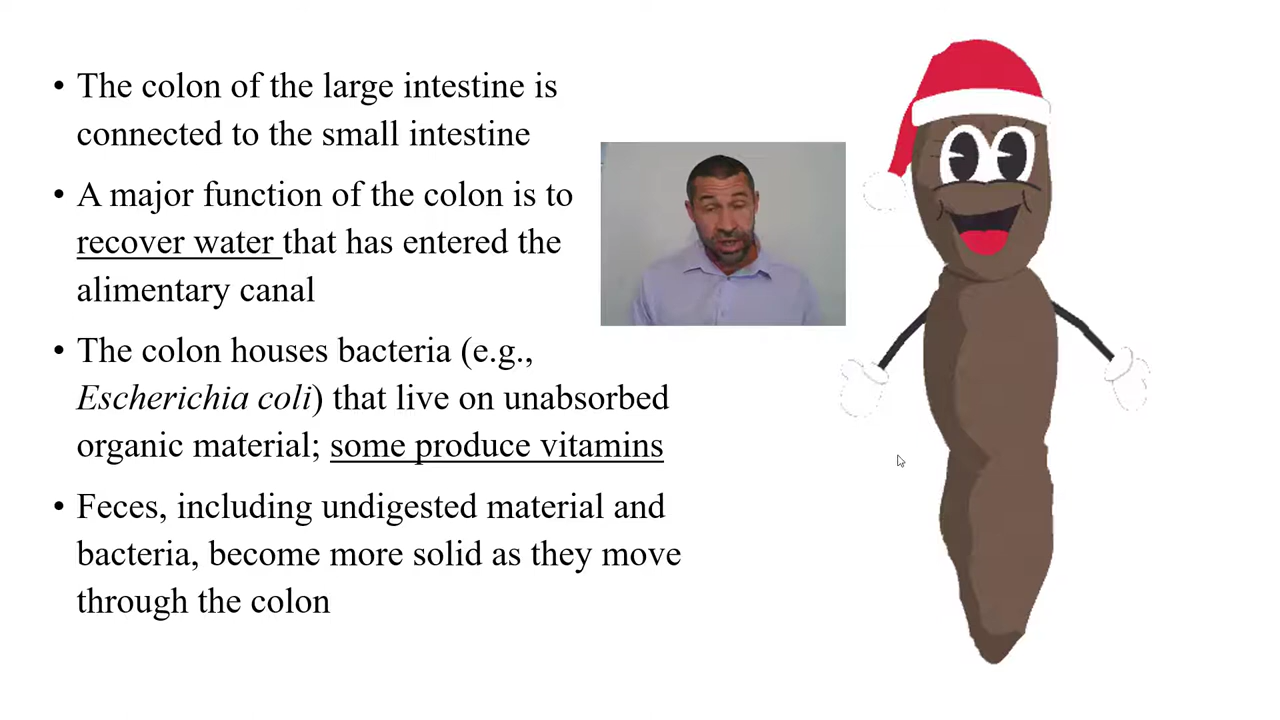 • The colon of the large intestine is
connected to the small intestine
• A major function of the colon is to
recover water that has entered the
alimentary canal
• The colon houses bacteria (e.g.,
Escherichia coli) that live on unabsorbed
organic material; some produce vitamins
• Feces, including undigested material and
bacteria, become more solid as they move
through the colon